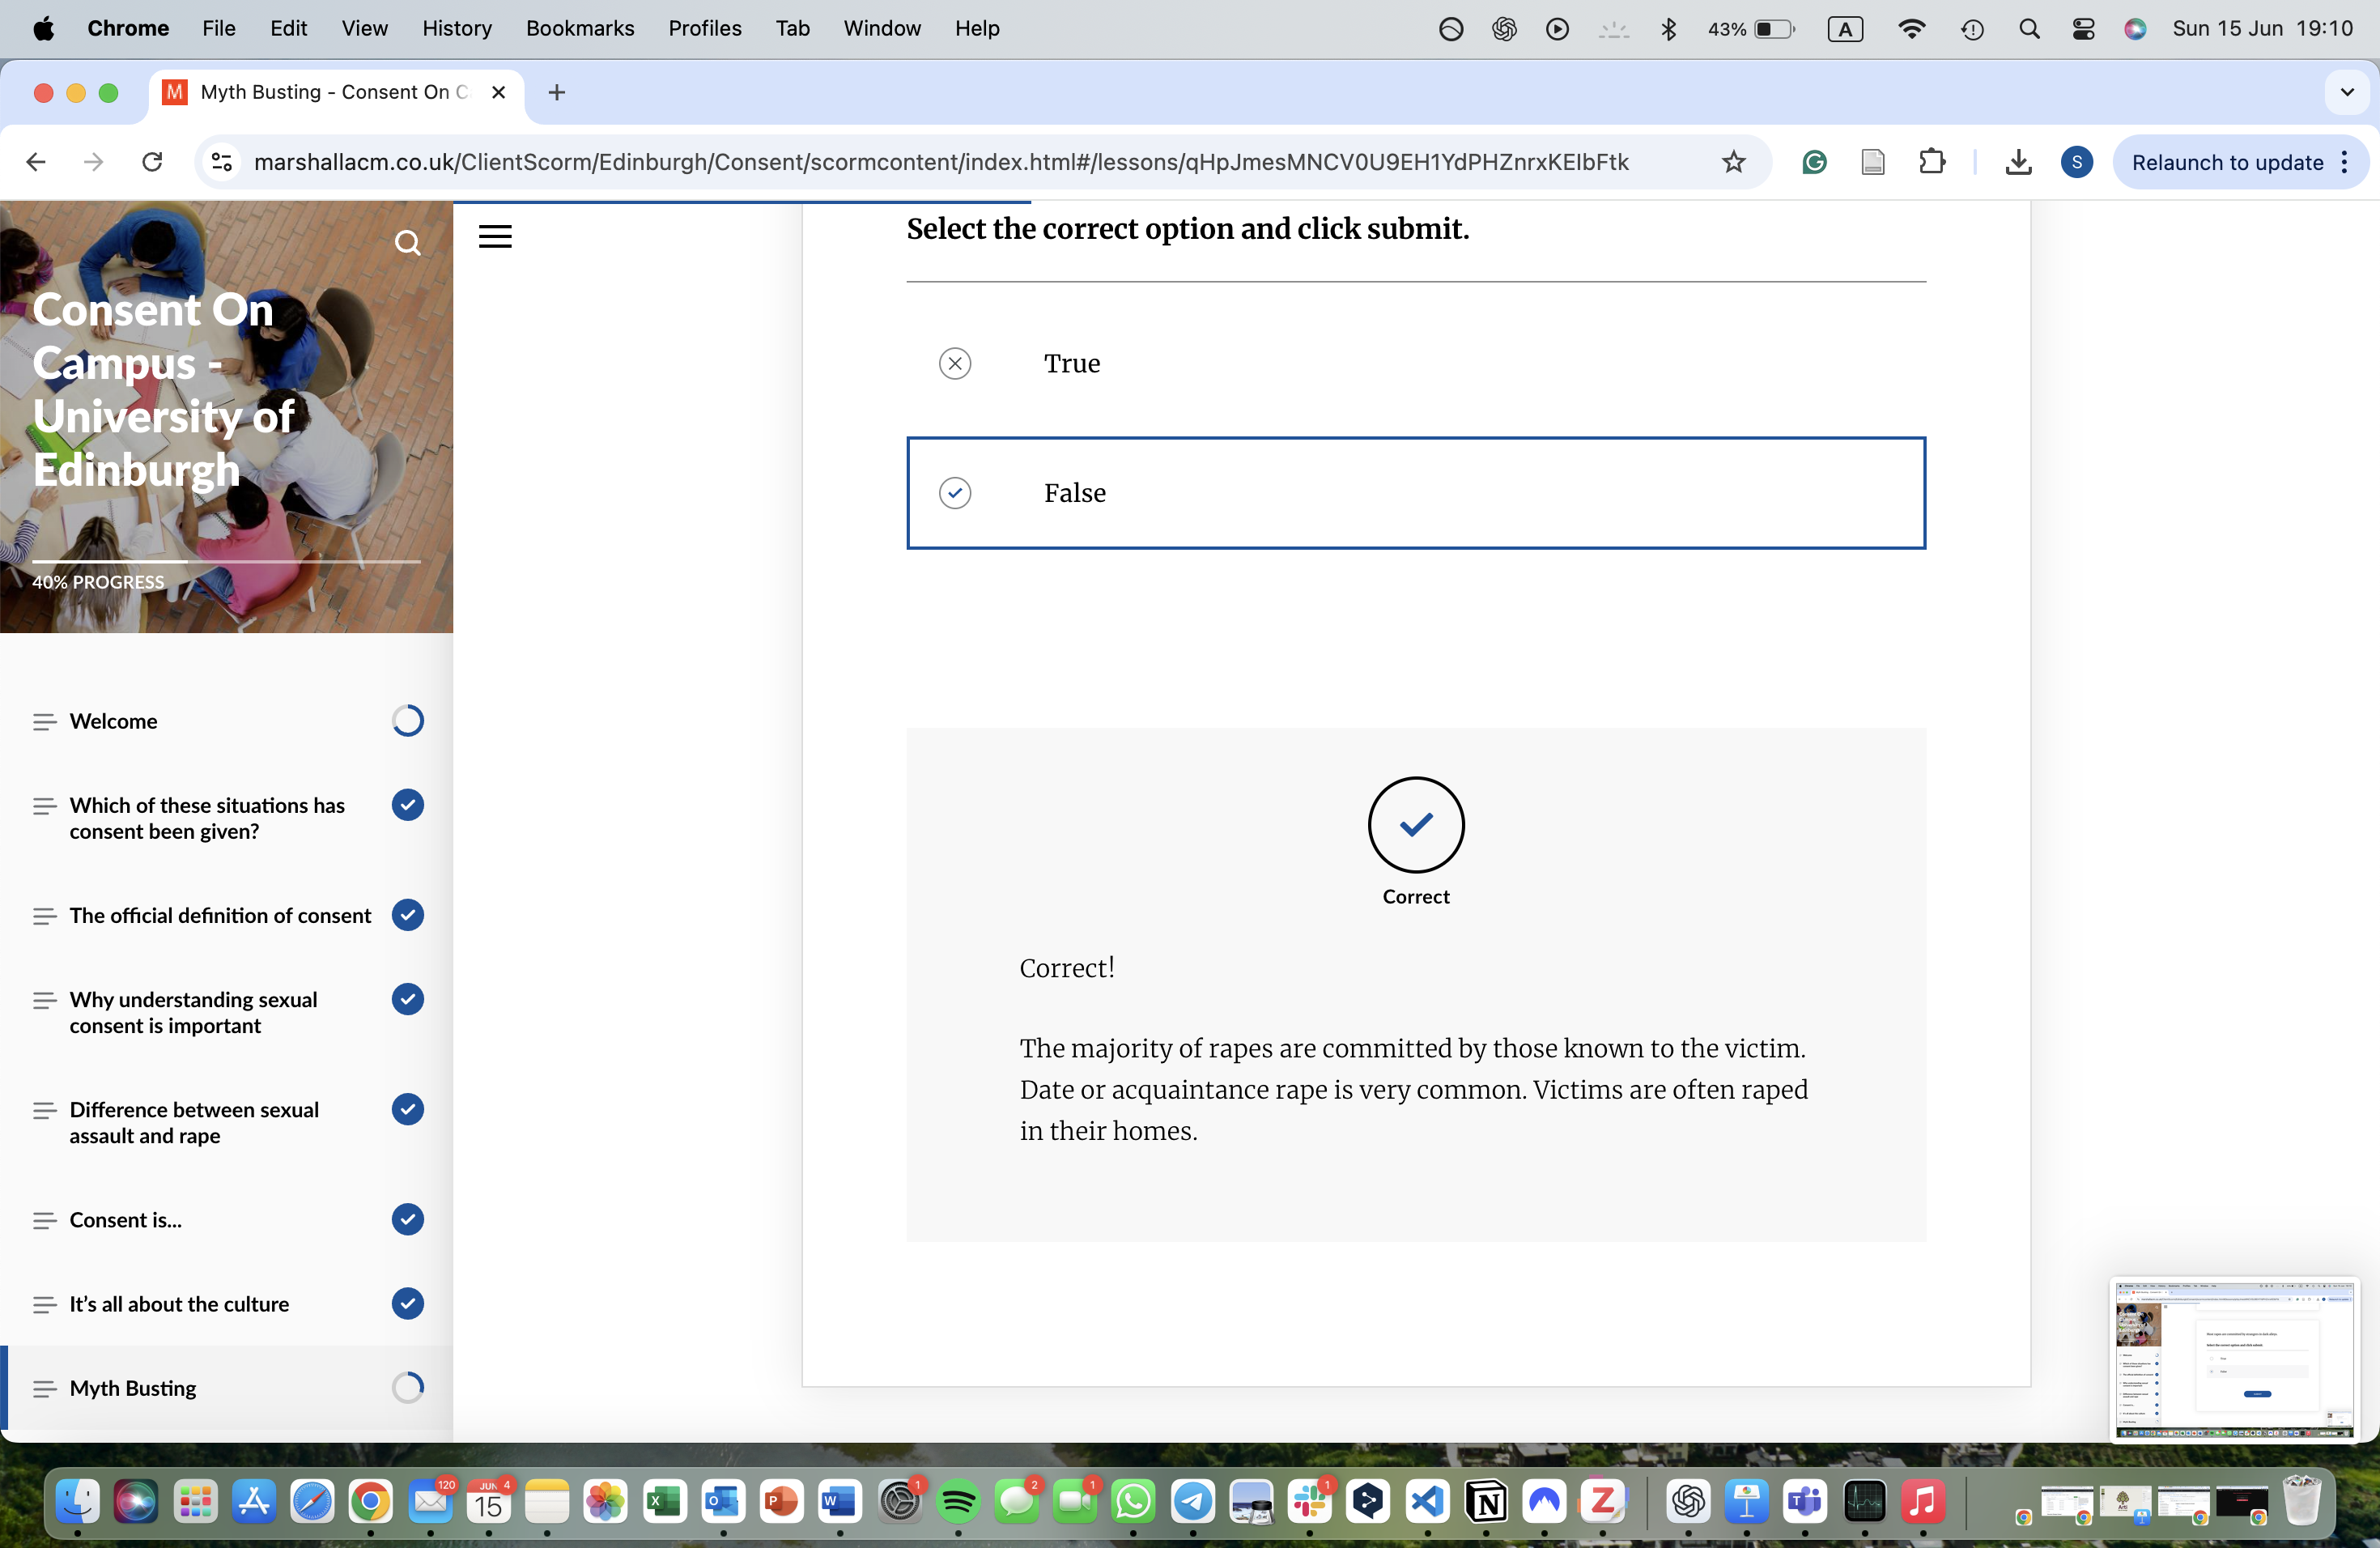 Chrome File Edit View History Bookmarks Profiles Tab Window Help 43% A Sun 15 Jun 19:10
M Myth Busting - Consent On C
marshallacm.co.uk/ClientScorm/Edinburgh/Consent/scormcontent/index.html#/lessons/qHpJmesMNCV0U9EH1YdPHZnrxKEIbFtk S Relaunch to update
Consent On
Campus -
University of
Edinburgh
40% PROGRESS
Welcome
Which of these situations has
consent been given?
The official definition of consent
Why understanding sexual
consent is important
Difference between sexual
assault and rape
Consent is...
It's all about the culture
Myth Busting
Select the correct option and click submit.
True
False
Correct
Correct!
The majority of rapes are committed by those known to the victim.
Date or acquaintance rape is very common. Victims are often raped
in their homes.
120 JUN 4 15 1 2 1 1